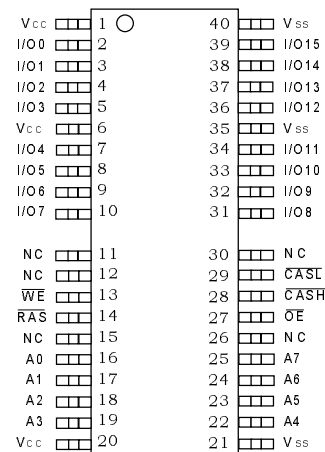 Vcc 1 40 Vss
I/O0 2 39 I/O15
I/O1 3 38 I/O14
I/O2 4 37 I/O13
I/O3 5 36 I/O12
Vcc 6 35 Vss
I/O4 7 34 I/O11
I/O5 8 33 I/O10
I/O6 9 32 I/O9
I/O7 10 31 I/O8
NC 11 30 NC
NC 12 29 CASL
WE 13 28 CASH
RAS 14 27 OE
NC 15 26 NC
A0 16 25 A7
A1 17 24 A6
A2 18 23 A5
A3 19 22 A4
Vcc 20 21 Vss